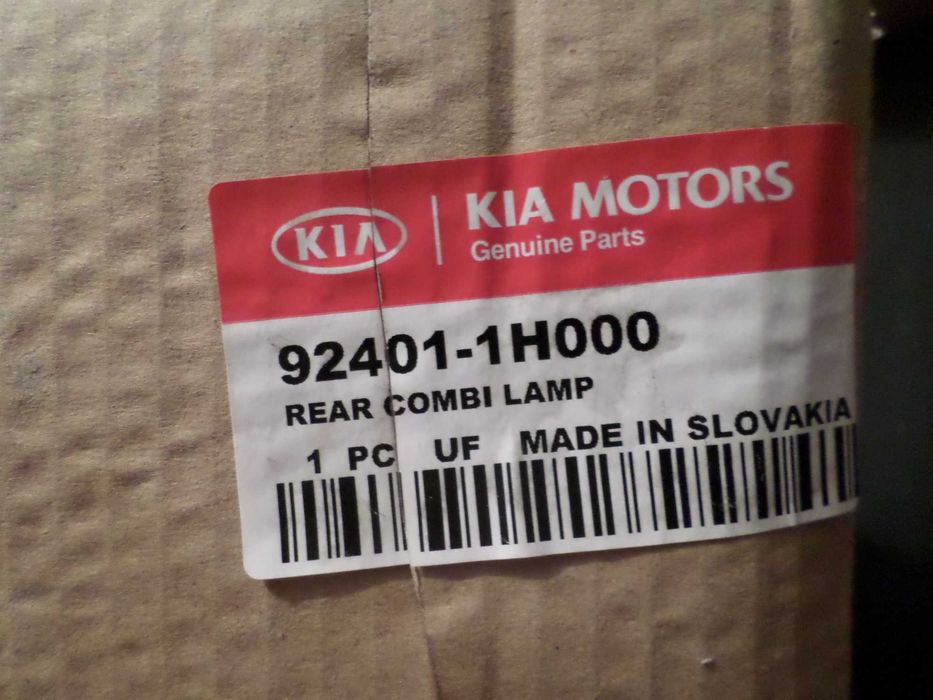 KIA
KIA MOTORS
Genuine Parts
92401-1H000
REAR COMBI LAMP
1 PC UF MADE IN SLOVAKIA